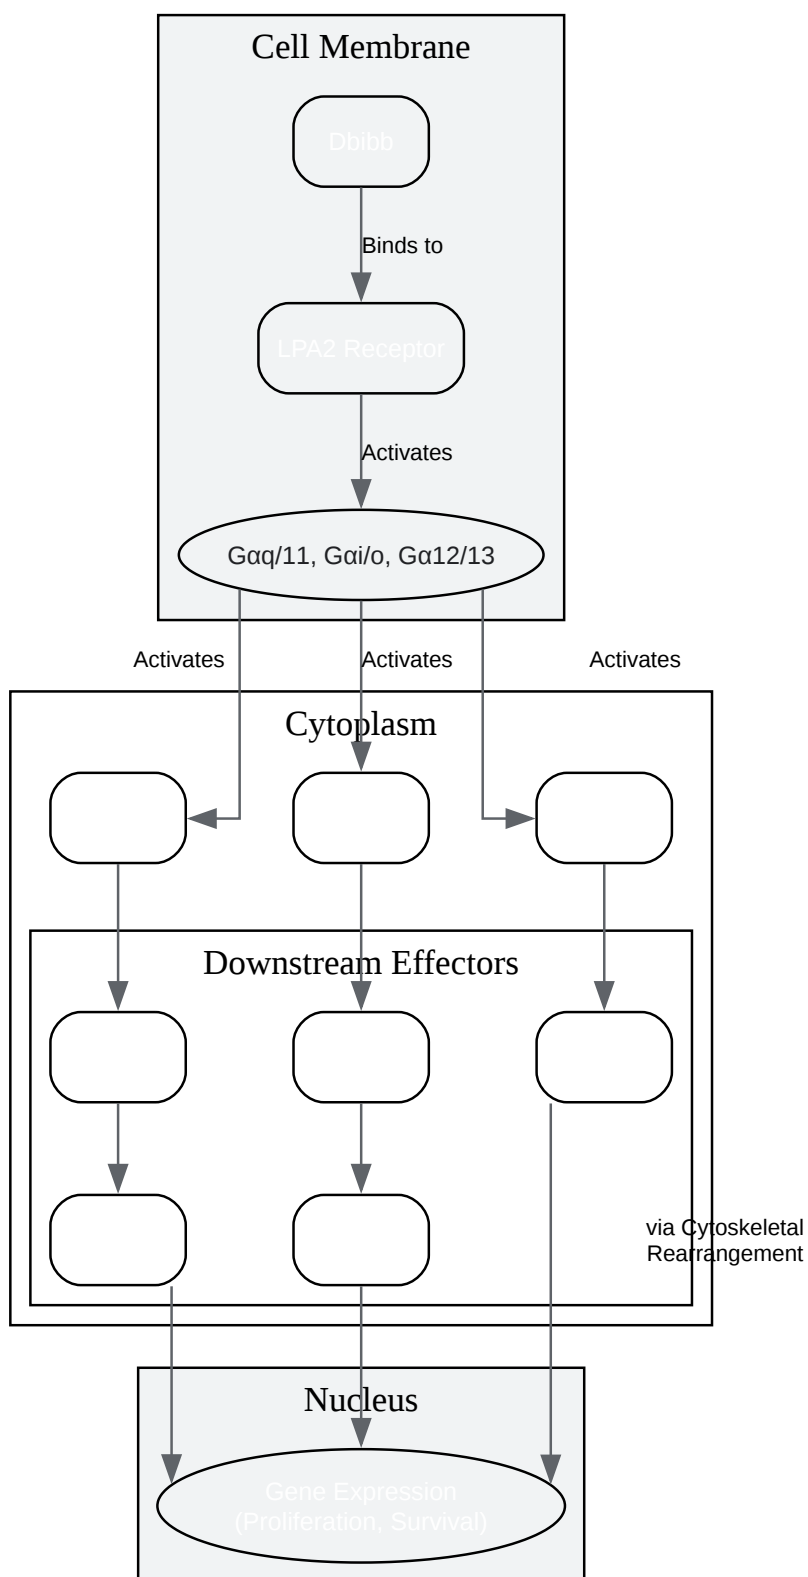 Cell Membrane
Dbibb
Binds to
LPA2 Receptor
Activates
Gαq/11, Gαi/o, Gα12/13
Activates
Activates
Activates
Cytoplasm
Downstream Effectors
via Cytoskeletal
Rearrangement
Nucleus
Gene Expression
(Proliferation, Survival)